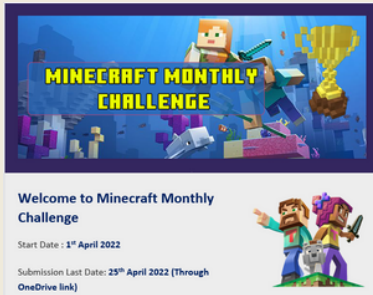 MINECRAFT MONTHLY
CHALLENGE
Welcome to Minecraft Monthly
Challenge
Start Date : 1st April 2022
Submission Last Date: 25th April 2022 (Through
OneDrive link)